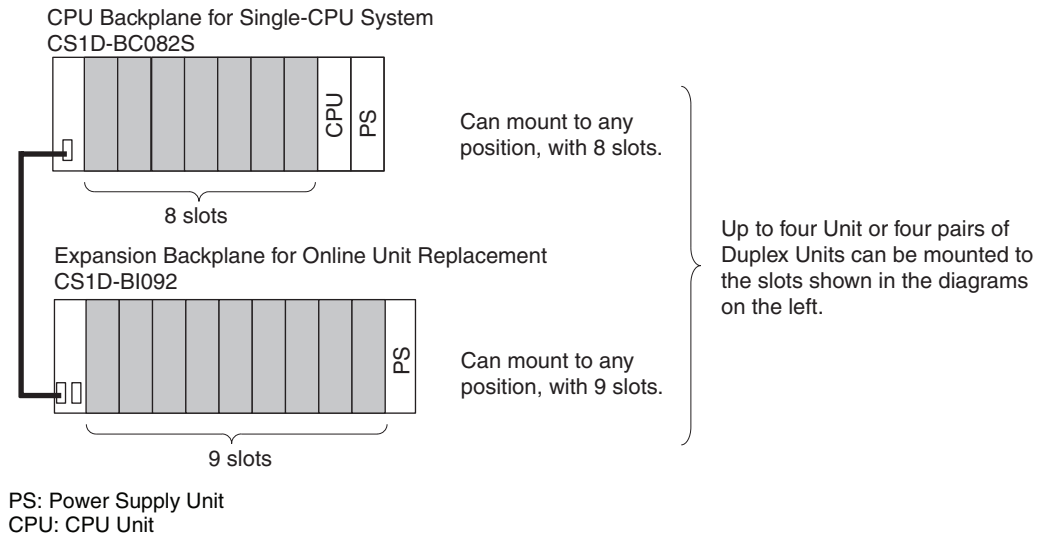 CPU Backplane for Single-CPU System
CS1D-BC082S
CPU
PS
Can mount to any
position, with 8 slots.
8 slots
Expansion Backplane for Online Unit Replacement
CS1D-BI092
PS
Can mount to any
position, with 9 slots.
9 slots
Up to four Unit or four pairs of
Duplex Units can be mounted to
the slots shown in the diagrams
on the left.
PS: Power Supply Unit
CPU: CPU Unit